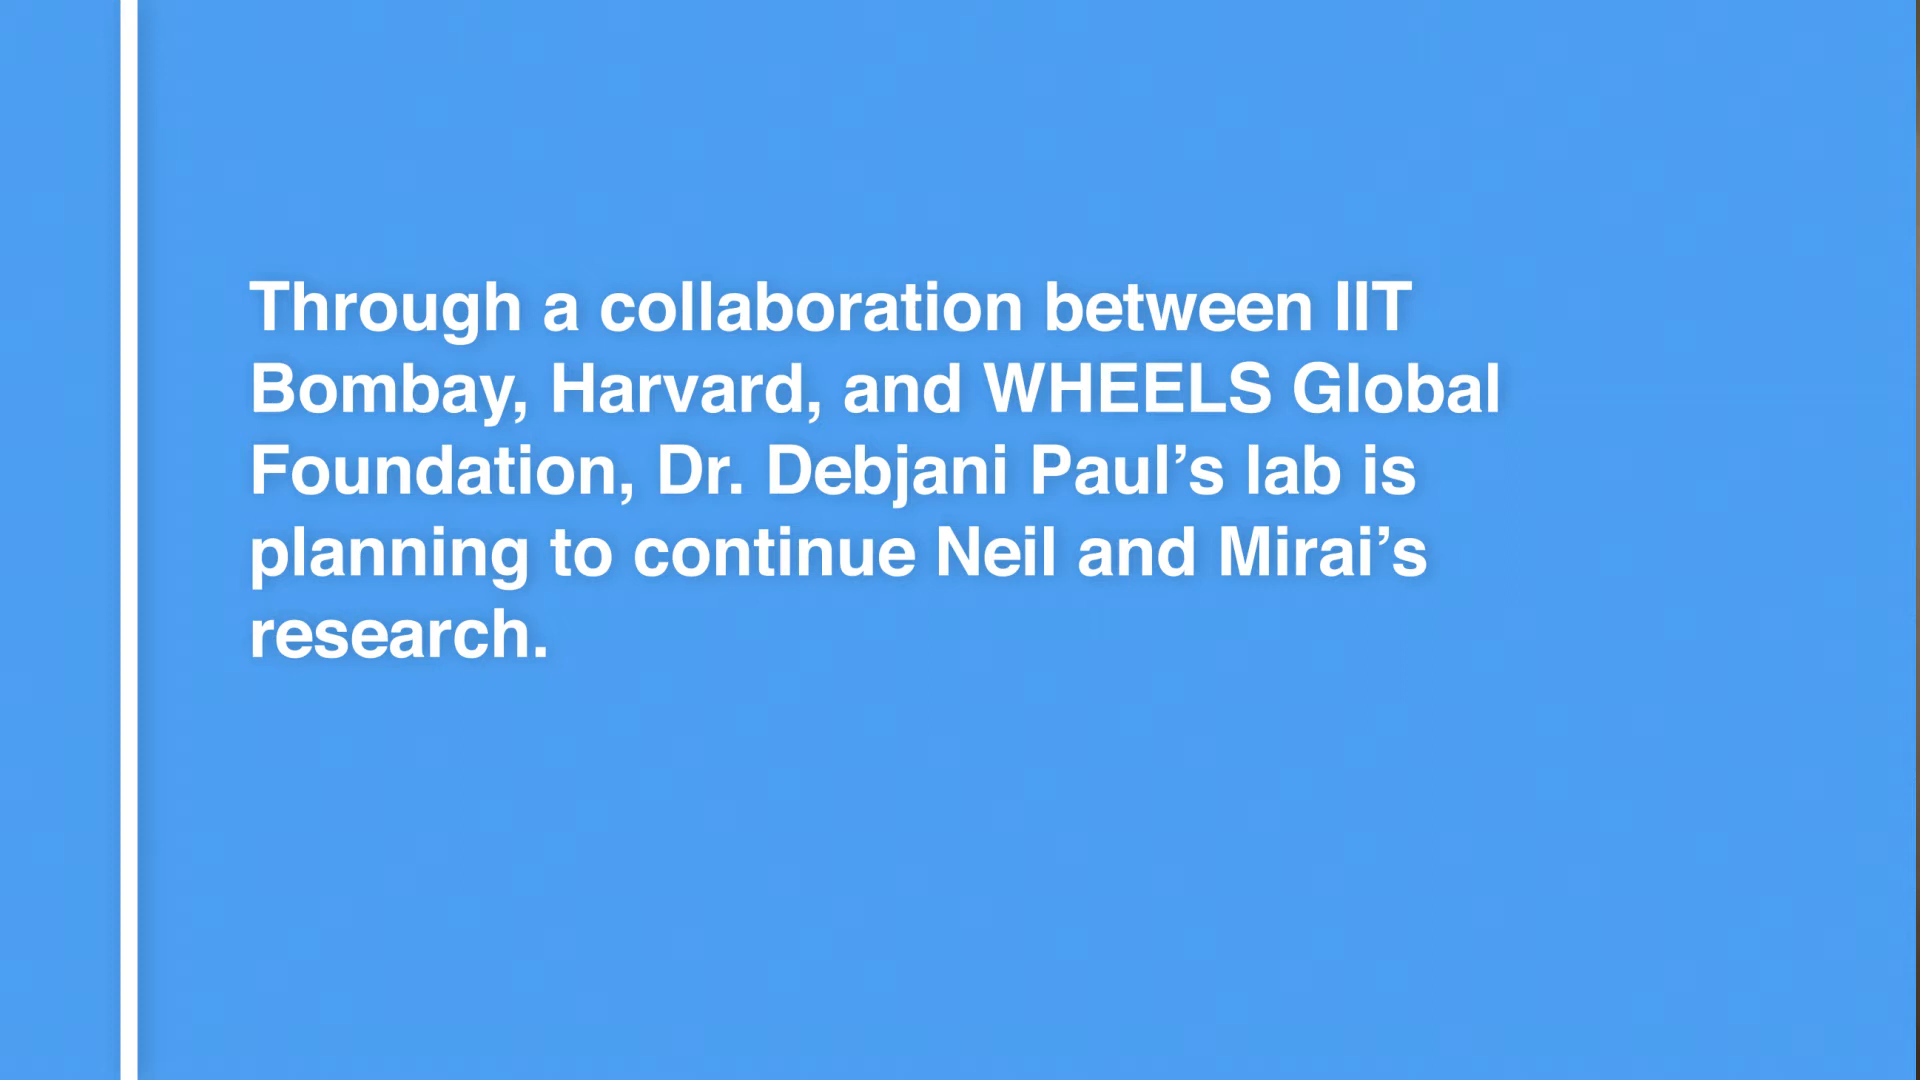 Through a collaboration between IIT
Bombay, Harvard, and WHEELS Global
Foundation, Dr. Debjani Paul’s lab is
planning to continue Neil and Mirai’s
research.